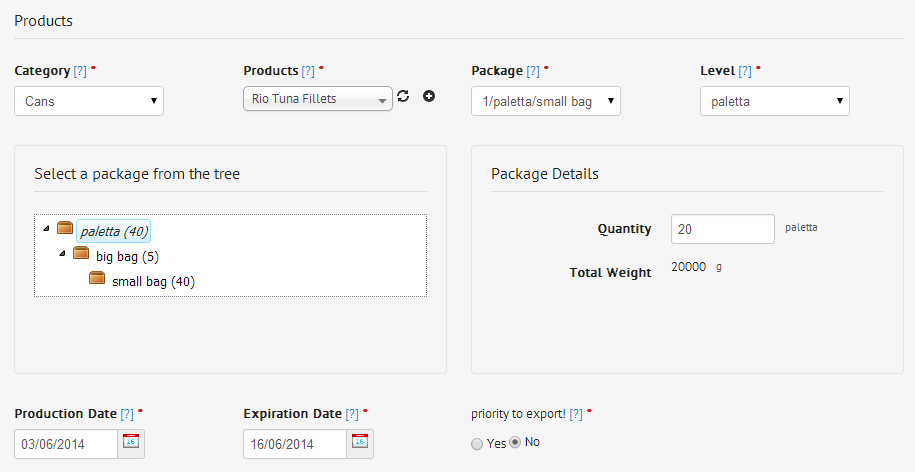 Products
Category [?] *
Products [?] *
Package [?] *
Level [?] *
Cans
Rio Tuna Fillets
1/paletta/small bag
paletta
Select a package from the tree
paletta (40)
big bag (5)
small bag (40)
Package Details
Quantity 20 paletta
Total Weight 20000 g
Production Date [?] *
Expiration Date [?] *
priority to export! [?] *
03/06/2014 16
16/06/2014 16
Yes No